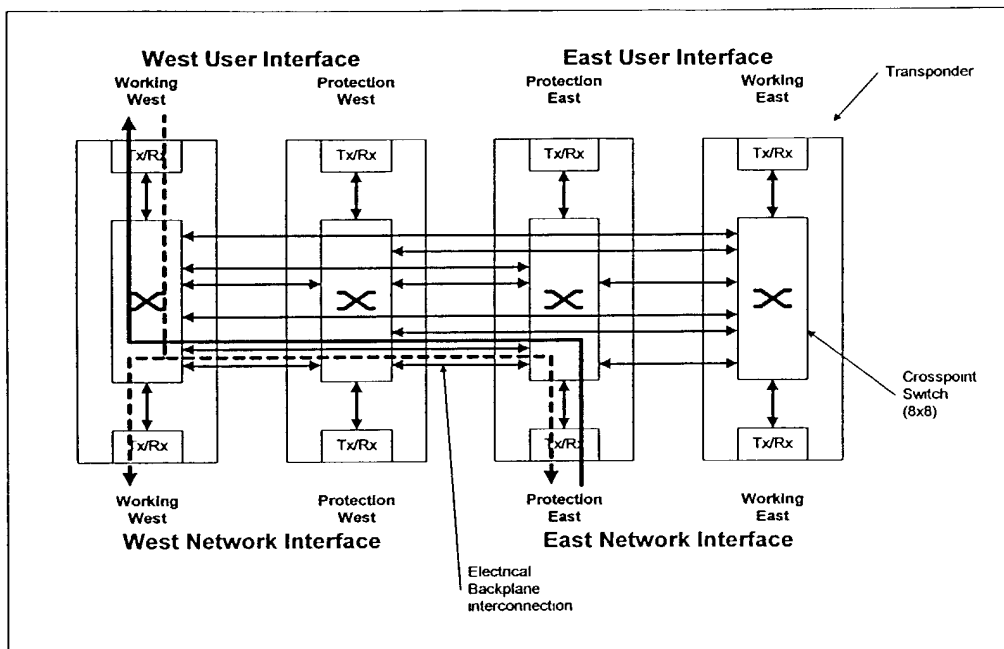 West User Interface
East User Interface
Working
West
Protection
West
Protection
East
Working
East
Transponder
Tx/Rx
Tx/Rx
Tx/Rx
Tx/Rx
Crosspoint
Switch
(8x8)
Tx/Rx
Tx/Rx
Tx/Rx
Tx/Rx
Working
West
Protection
West
Protection
East
Working
East
West Network Interface
East Network Interface
Electrical
Backplane
interconnection